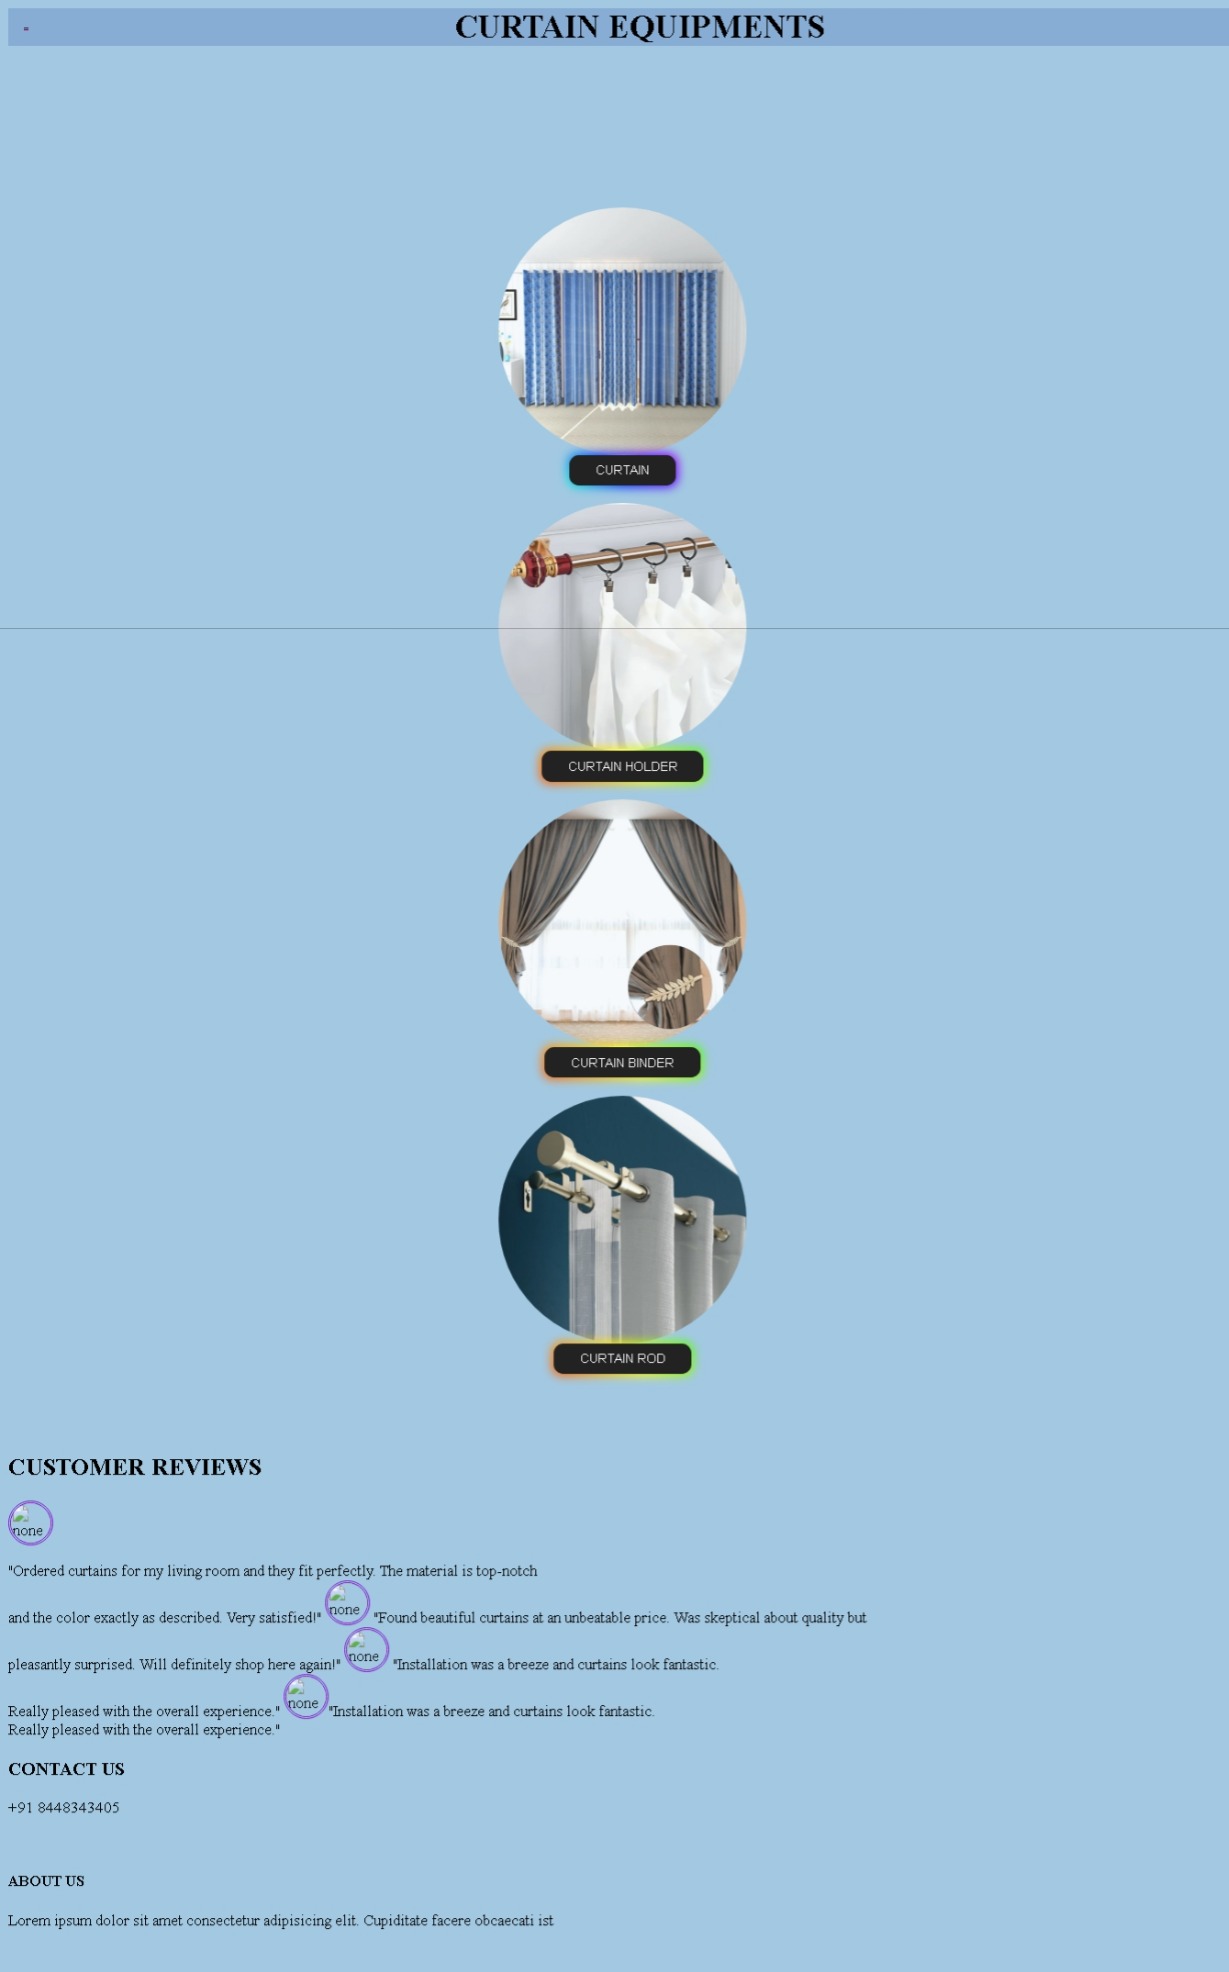 CURTAIN EQUIPMENTS
CURTAIN
CURTAIN HOLDER
CURTAIN BINDER
CURTAIN ROD
CUSTOMER REVIEWS
none
"Ordered curtains for my living room and they fit perfectly. The material is top-notch
and the color exactly as described. Very satisfied!" none "Found beautiful curtains at an unbeatable price. Was skeptical about quality but
pleasantly surprised. Will definitely shop here again!" none "Installation was a breeze and curtains look fantastic.
Really pleased with the overall experience." none "Installation was a breeze and curtains look fantastic.
Really pleased with the overall experience."
CONTACT US
+91 8448343405
ABOUT US
Lorem ipsum dolor sit amet consectetur adipisicing elit. Cupiditate facere obcaecati ist